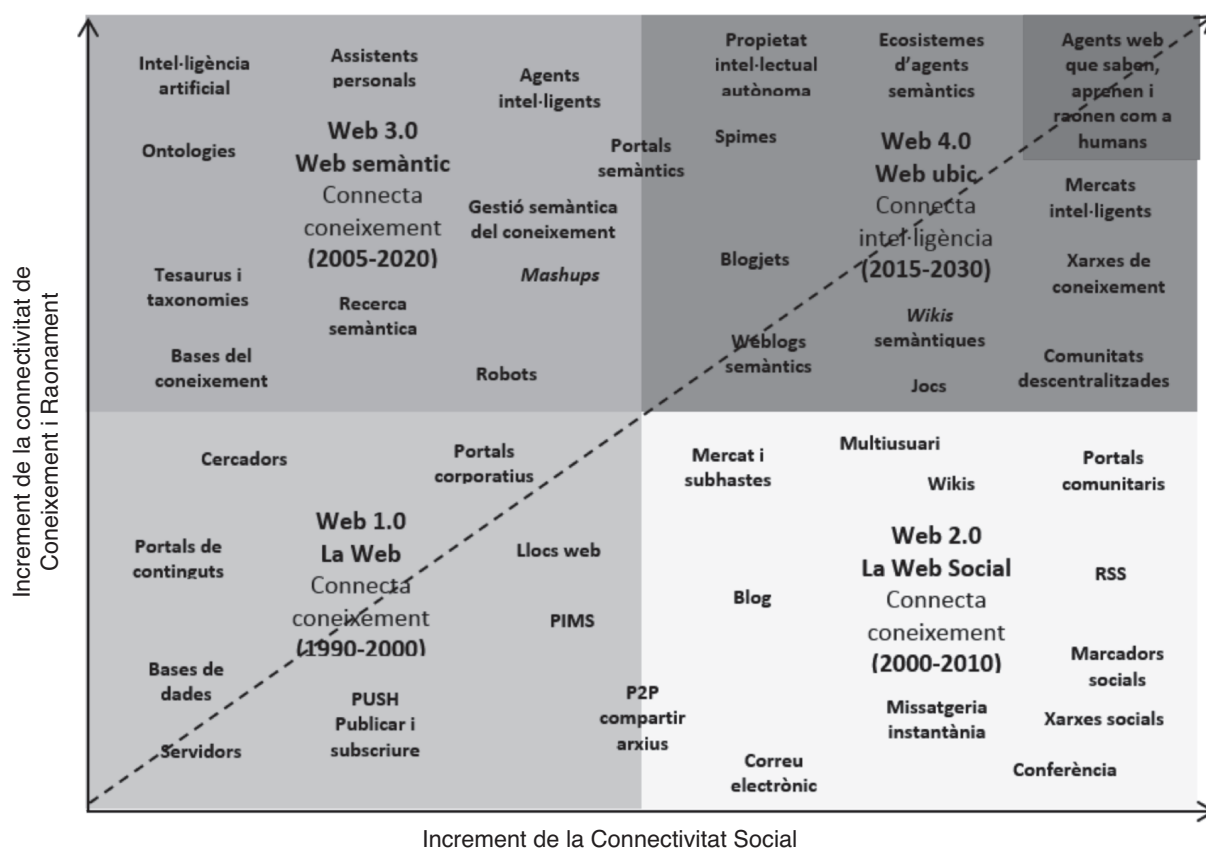 Increment de la connectivitat de
Coneixement i Raonament
Intel·ligència
artificial
Assistents
personals
Agents
intel·ligents
Ontologies
Web 3.0
Web semàntic
Connecta
coneixement
(2005-2020)
Portals
semàntics
Gestió semàntica
del coneixement
Mashups
Tesaurus i
taxonomies
Recerca
semàntica
Bases del
coneixement
Robots
Propietat
intel·lectual
autònoma
Ecosistemes
d'agents
semàntics
Agents web
que saben,
aprenen i
raonen com a
humans
Spimes
Web 4.0
Web ubic
Connecta
intel·ligència
(2015-2030)
Mercats
intel·ligents
Blogjets
Xarxes de
coneixement
Wikis
semàntiques
Weblogs
semàntics
Jocs
Comunitats
descentralitzades
Cercadors
Portals
corporatius
Web 1.0
La Web
Connecta
coneixement
(1990-2000)
Portals de
continguts
Llocs web
PIMS
Bases de
dades
PUSH
Publicar i
subscriure
Servidors
P2P
compartir
arxius
Mercat i
subhastes
Multiusuari
Wikis
Portals
comunitaris
Web 2.0
La Web Social
Connecta
coneixement
(2000-2010)
RSS
Blog
Marcadors
socials
Missatgeria
instantània
Xarxes socials
Correu
electrònic
Conferència
Increment de la Connectivitat Social